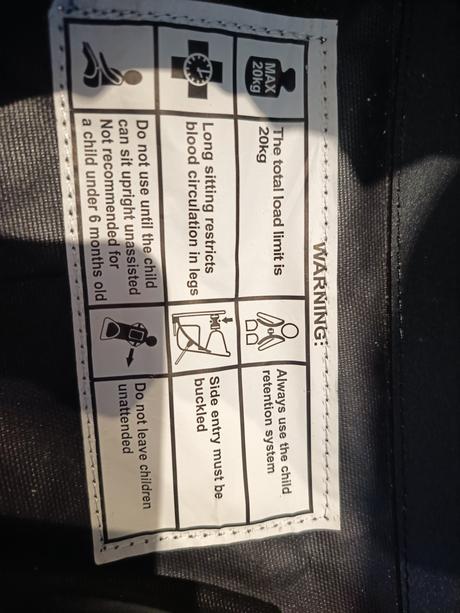 WARNING:
MAX
20kg
The total load limit is
20kg
Always use the child
retention system
Long sitting restricts
blood circulation in legs
Side entry must be
buckled
Do not use until the child
can sit upright unassisted
Not recommended for
a child under 6 months old
Do not leave children
unattended